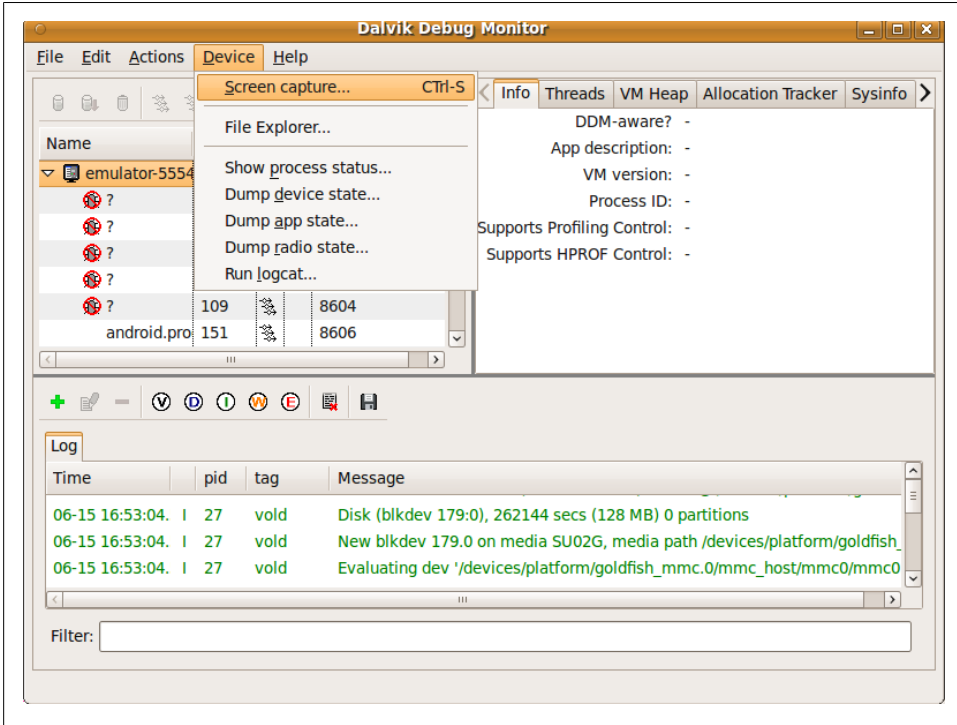 Dalvik Debug Monitor
File Edit Actions Device Help
Screen capture... CTrl-S
File Explorer...
Show process status...
Dump device state...
Dump app state...
Dump radio state...
Run logcat...
Info Threads VM Heap Allocation Tracker Sysinfo
DDM-aware? -
App description: -
VM version: -
Process ID: -
Supports Profiling Control: -
Supports HPROF Control: -
Name
emulator-5554
?
?
?
?
? 109 8604
android.pro 151 8606
V D I W E
Log
Time pid tag Message
06-15 16:53:04. I 27 vold Disk (blkdev 179:0), 262144 secs (128 MB) 0 partitions
06-15 16:53:04. I 27 vold New blkdev 179.0 on media SU02G, media path /devices/platform/goldfish_
06-15 16:53:04. I 27 vold Evaluating dev '/devices/platform/goldfish_mmc.0/mmc_host/mmc0/mmc0
Filter: